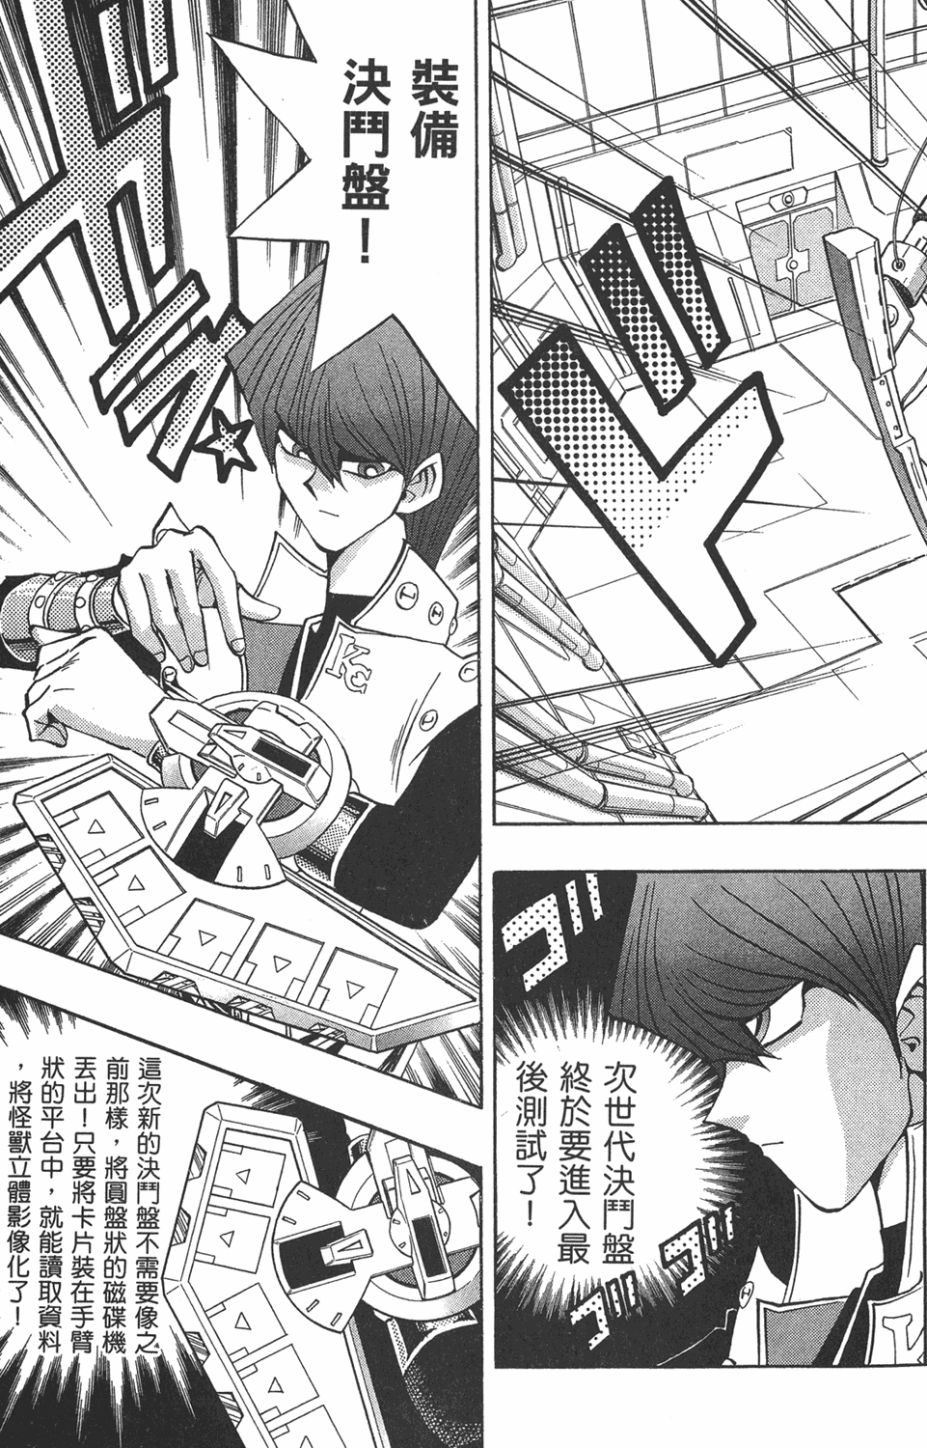 ド
ゴゴゴ
次世代決鬥盤
終於要進入最
後測試了！
裝備
決鬥盤！
KC
這次新的決鬥盤不需要像之
前那樣，將圓盤狀的磁碟機
丟出！只要將卡片裝在手臂
狀的平台中，就能讀取資料
，將怪獸立體影像化了！